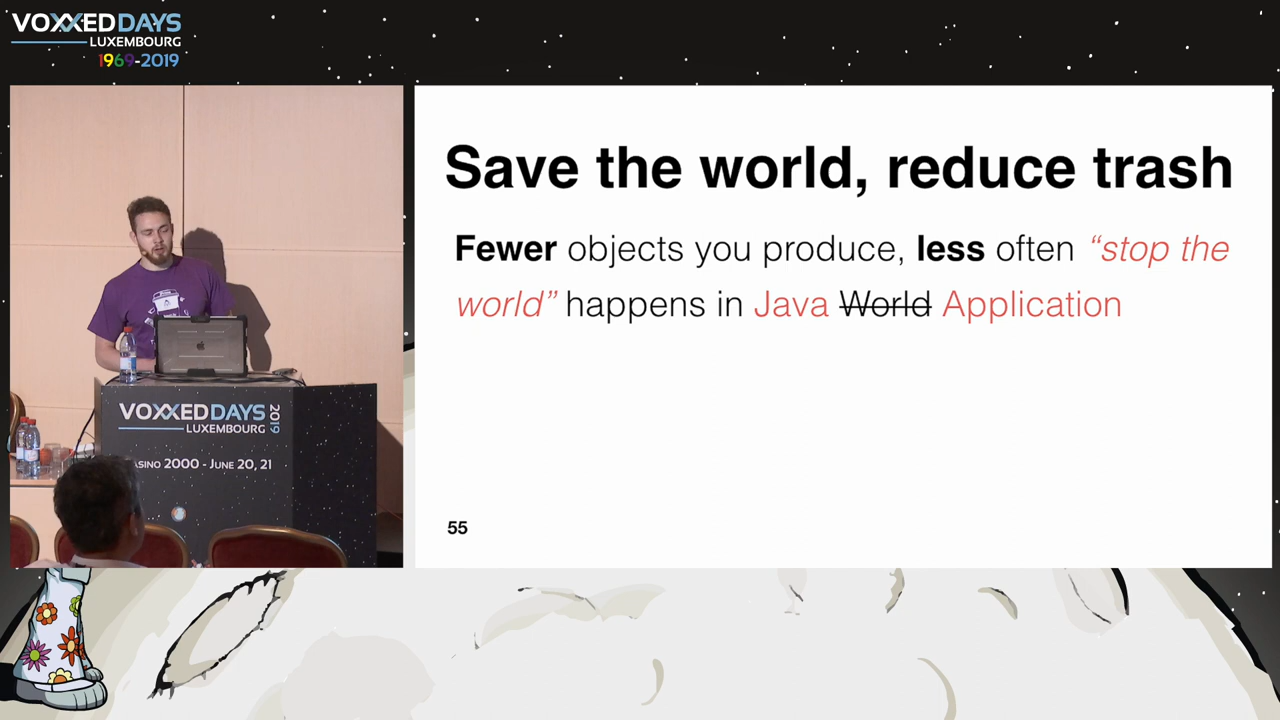 VOXXED DAYS
LUXEMBOURG
1969-2019
Save the world, reduce trash
Fewer objects you produce, less often “stop the
world” happens in Java World Application
55
VOXXED DAYS
LUXEMBOURG
2019
ASINO 2000 - JUNE 20, 21